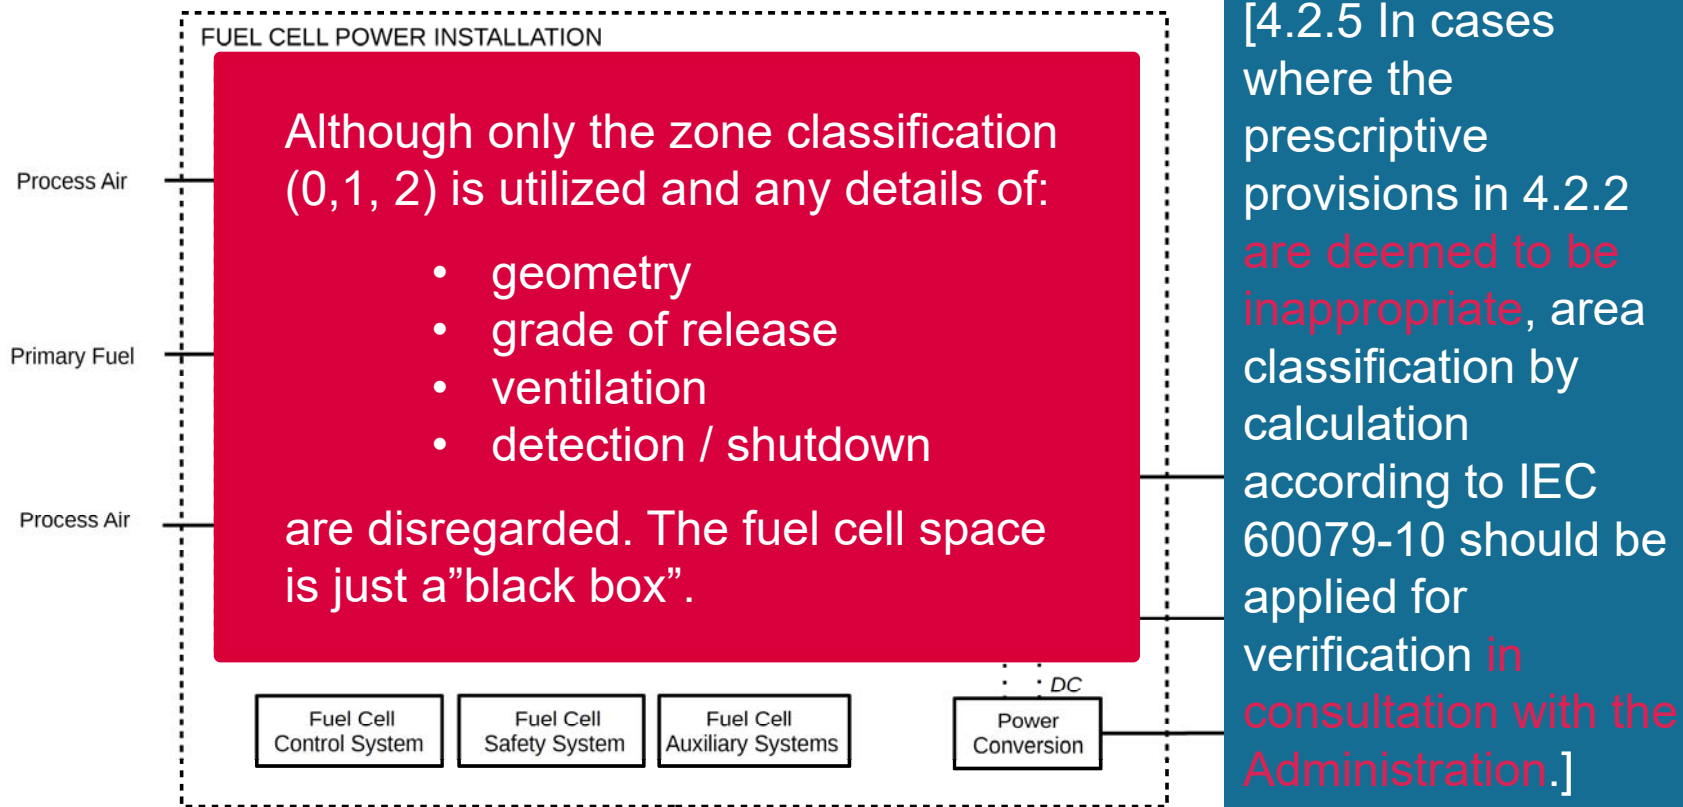 FUEL CELL POWER INSTALLATION
Process Air
Primary Fuel
Process Air
Although only the zone classification
(0,1, 2) is utilized and any details of:
• geometry
• grade of release
• ventilation
• detection / shutdown
are disregarded. The fuel cell space
is just a”black box”.
DC
Fuel Cell
Control System
Fuel Cell
Safety System
Fuel Cell
Auxiliary Systems
Power
Conversion
[4.2.5 In cases
where the
prescriptive
provisions in 4.2.2
are deemed to be
inappropriate, area
classification by
calculation
according to IEC
60079-10 should be
applied for
verification in
consultation with the
Administration.]